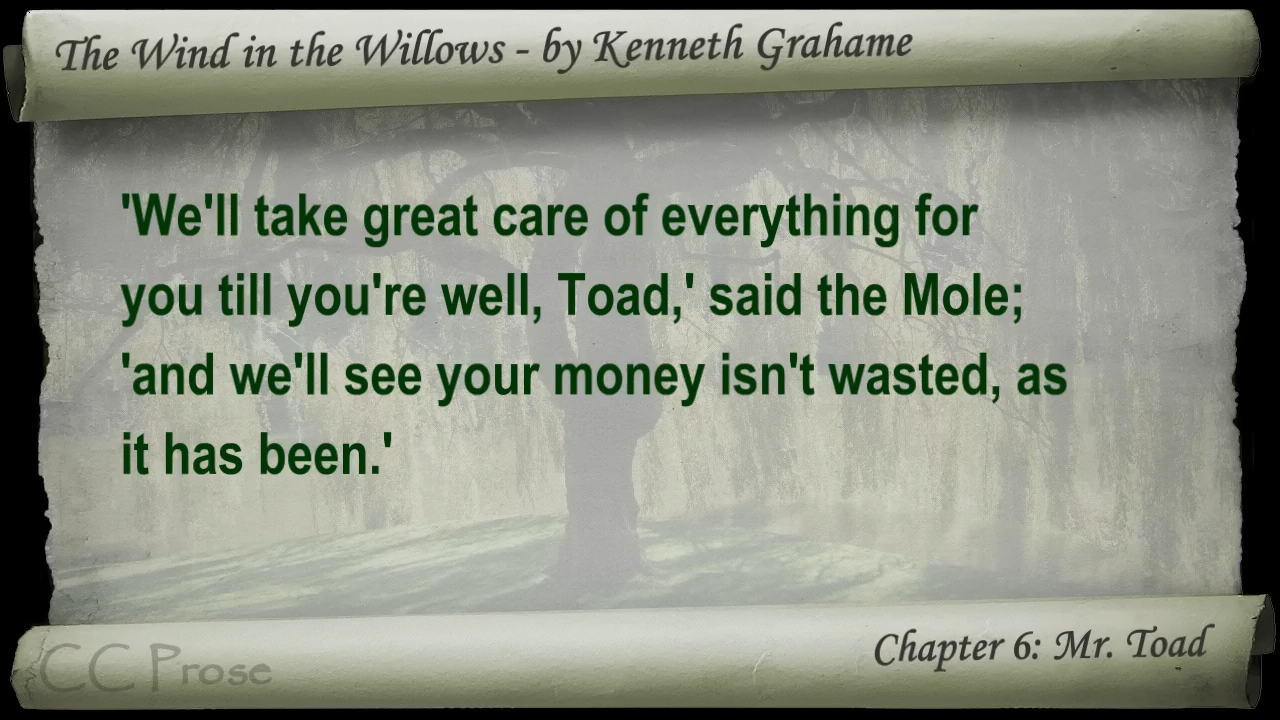 The Wind in the Willows - by Kenneth Grahame
'We'll take great care of everything for
you till you're well, Toad,' said the Mole;
'and we'll see your money isn't wasted, as
it has been.'
CC Prose
Chapter 6: Mr. Toad